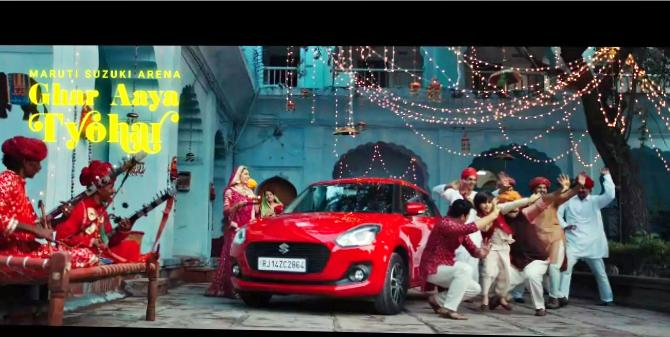 MARUTI SUZUKI ARENA
Ghar Aaya
Tyohar
RJ14ZC2864